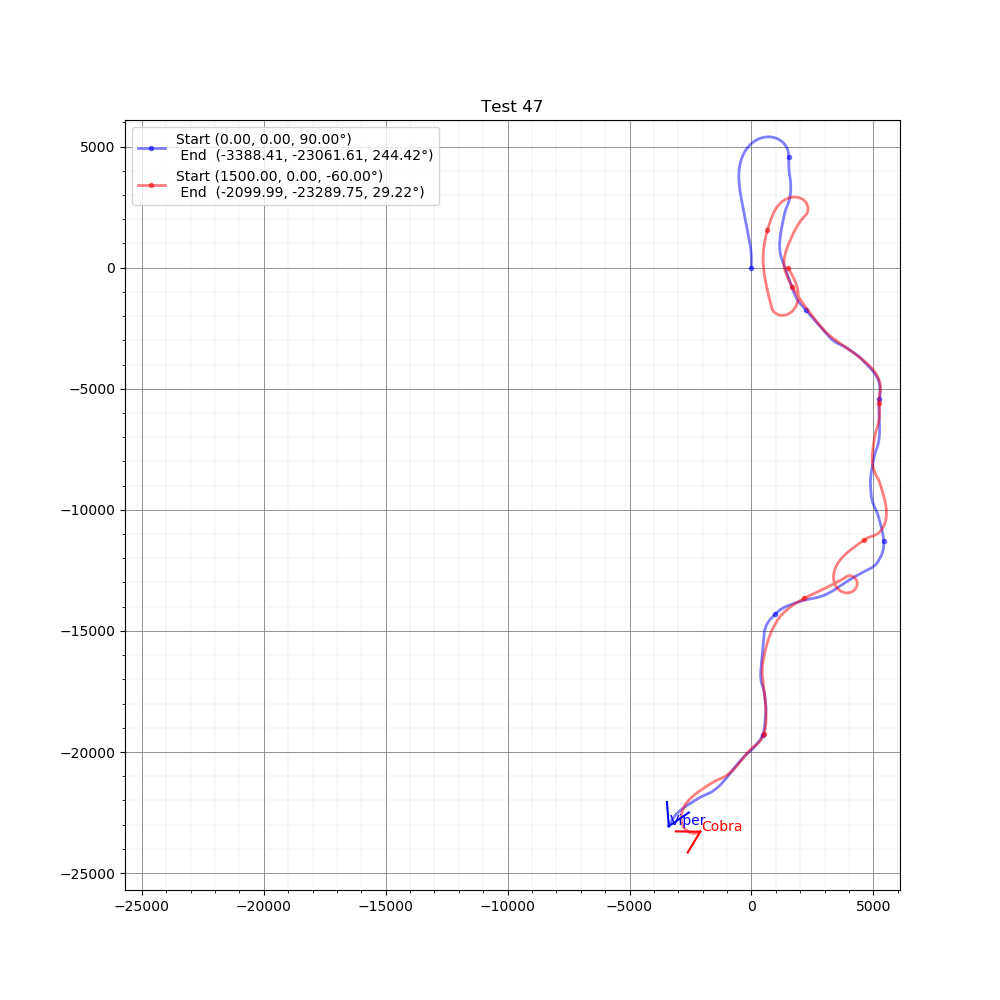 Test 47
Start (0.00, 0.00, 90.00°)
End  (-3388.41, -23061.61, 244.42°)
Start (1500.00, 0.00, -60.00°)
End  (-2099.99, -23289.75, 29.22°)
5000
0
−5000
−10000
−15000
−20000
−25000
Viper
Cobra
−25000
−20000
−15000
−10000
−5000
0
5000